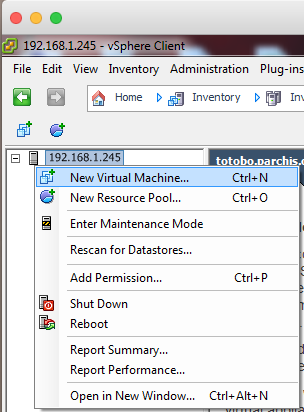 192.168.1.245 - vSphere Client
File Edit View Inventory Administration Plug-ins
Home Inventory
192.168.1.245
totobo.parchis.c
New Virtual Machine... Ctrl+N
New Resource Pool... Ctrl+O
Enter Maintenance Mode
Rescan for Datastores...
Add Permission... Ctrl+P
Shut Down
Reboot
Report Summary...
Report Performance...
Open in New Window... Ctrl+Alt+N